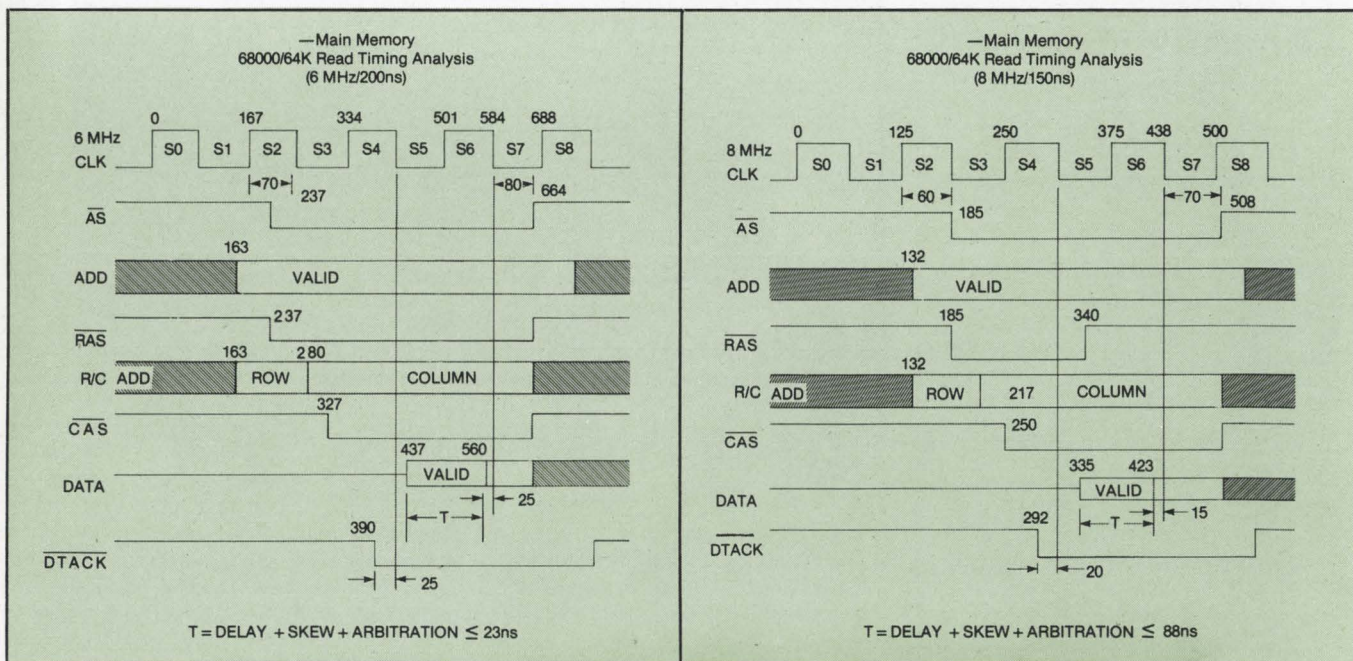 —Main Memory
68000/64K Read Timing Analysis
(6 MHz/200ns)
0 167 334 501 584 688
6 MHz
CLK
S0 S1 S2 S3 S4 S5 S6 S7 S8
70 80
237 664
AS
163
ADD VALID
237
RAS
163 280
R/C ADD ROW COLUMN
327
CAS
437 560
DATA VALID
25
T
390
DTACK
25
T = DELAY + SKEW + ARBITRATION ≤ 23ns
—Main Memory
68000/64K Read Timing Analysis
(8 MHz/150ns)
0 125 250 375 438 500
8 MHz
CLK
S0 S1 S2 S3 S4 S5 S6 S7 S8
60 70
185 508
AS
132
ADD VALID
185 340
RAS
132
R/C ADD ROW 217 COLUMN
250
CAS
335 423
DATA VALID
15
T
292
DTACK
20
T = DELAY + SKEW + ARBITRATION ≤ 88ns